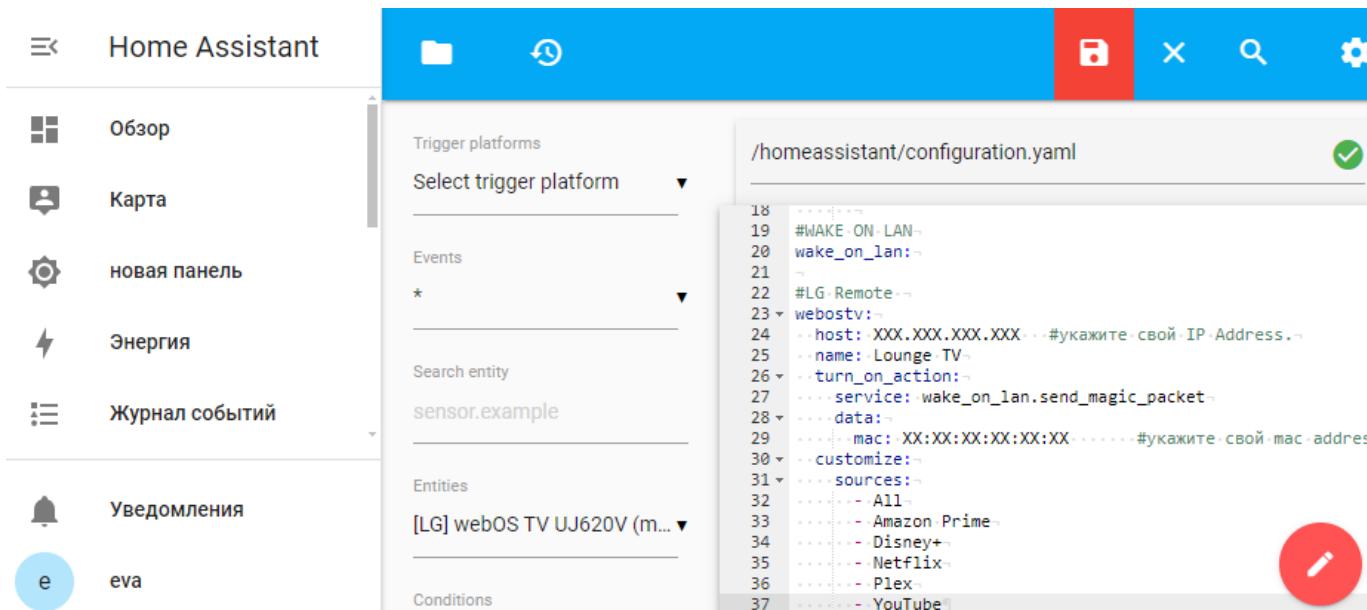 Home Assistant
Обзор
Карта
новая панель
Энергия
Журнал событий
Уведомления
e
eva
Trigger platforms
Select trigger platform
Events
*
Search entity
sensor.example
Entities
[LG] webOS TV UJ620V (m...
Conditions
/homeassistant/configuration.yaml
18
19 #WAKE ON LAN
20 wake_on_lan:
21
22 #LG Remote
23 webostv:
24 host: XXX.XXX.XXX.XXX #укажите свой IP Address.
25 name: Lounge TV
26 turn_on_action:
27 service: wake_on_lan.send_magic_packet
28 data:
29 mac: XX:XX:XX:XX:XX:XX #укажите свой mac addres
30 customize:
31 sources:
32 - All
33 - Amazon Prime
34 - Disney+
35 - Netflix
36 - Plex
37 - YouTube